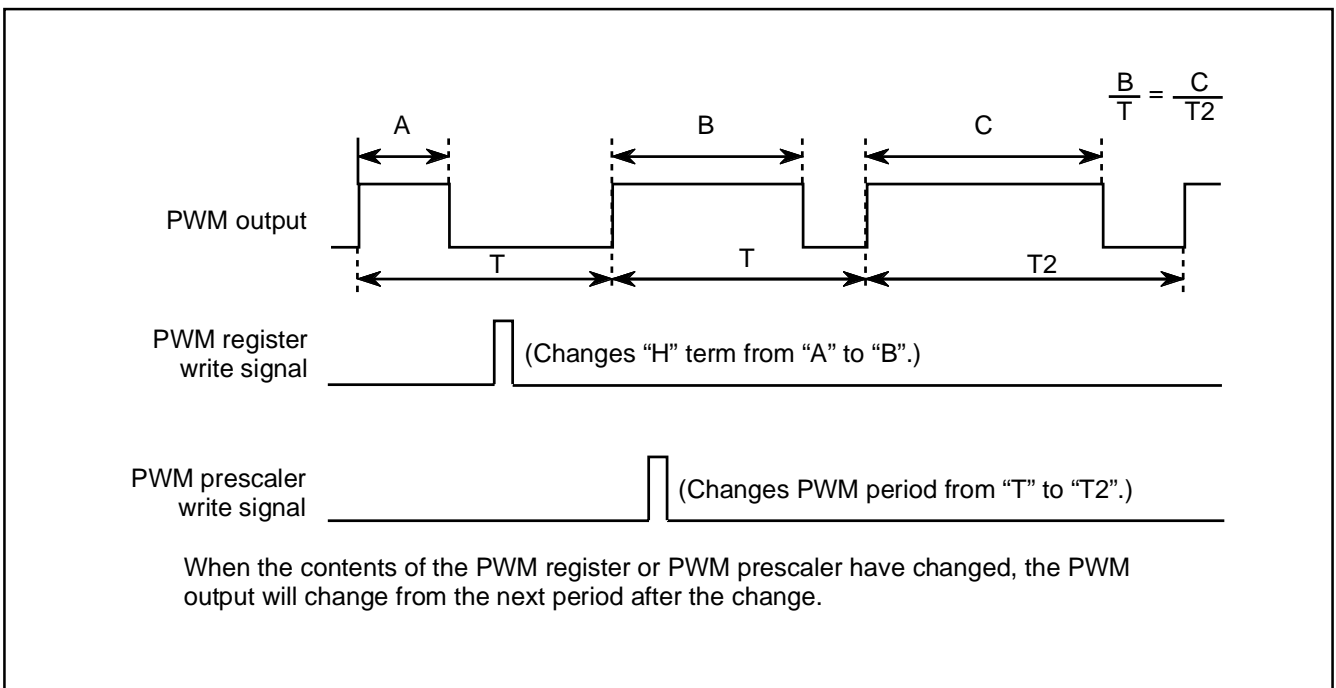 B = C
T T2
A B C
PWM output
T T T2
PWM register
write signal
(Changes “H” term from “A” to “B”.)
PWM prescaler
write signal
(Changes PWM period from “T” to “T2”.)
When the contents of the PWM register or PWM prescaler have changed, the PWM
output will change from the next period after the change.